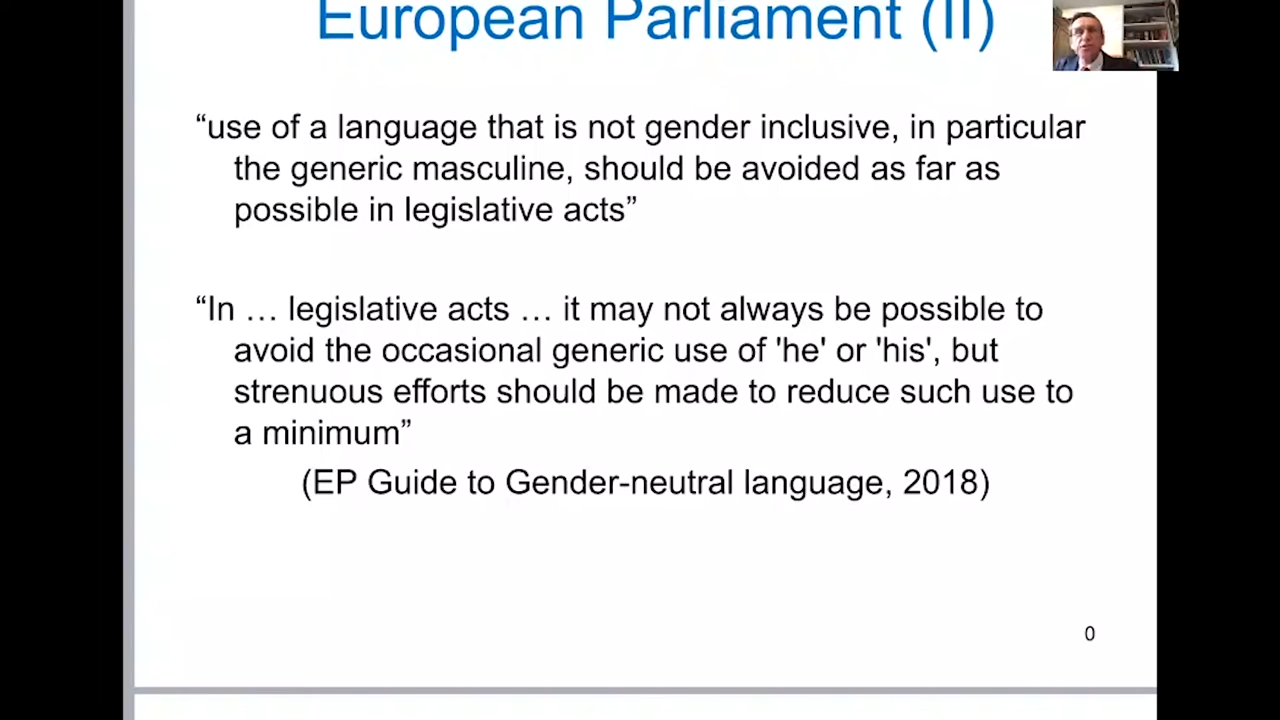 European Parliament (II)
“use of a language that is not gender inclusive, in particular
the generic masculine, should be avoided as far as
possible in legislative acts”
“In … legislative acts … it may not always be possible to
avoid the occasional generic use of 'he' or 'his', but
strenuous efforts should be made to reduce such use to
a minimum”
(EP Guide to Gender-neutral language, 2018)
0